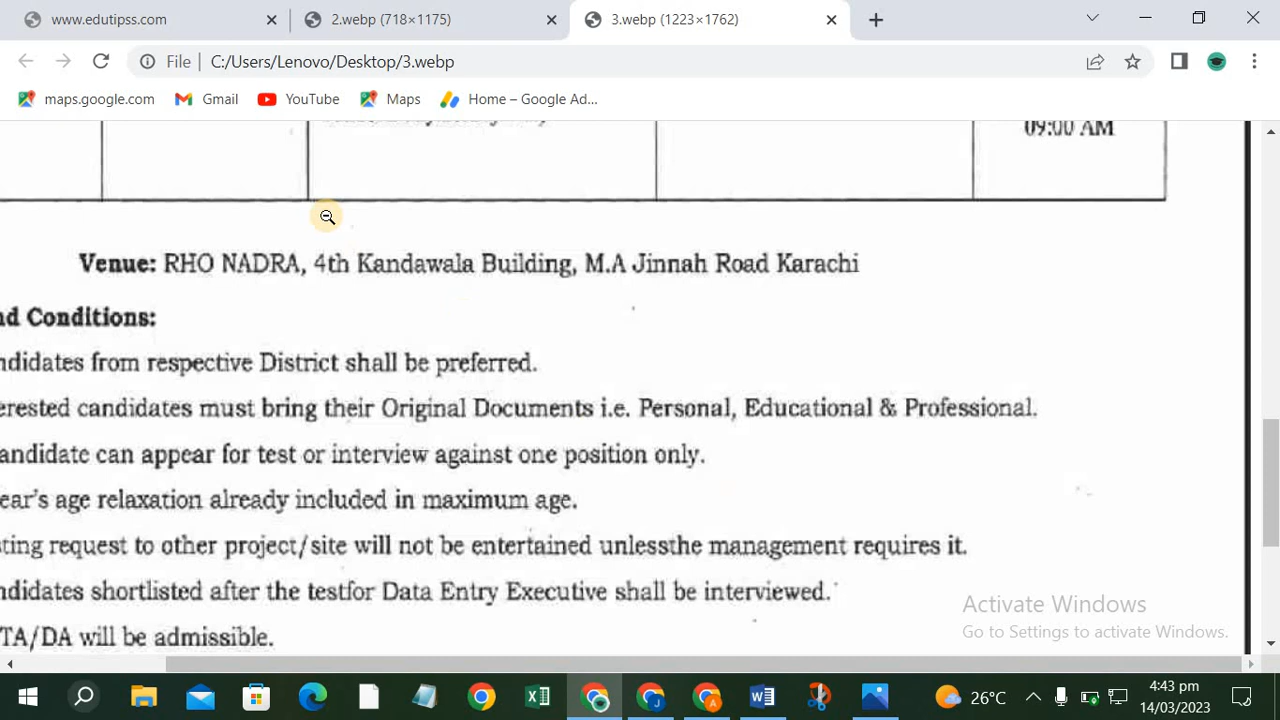 www.edutipss.com
2.webp (718×1175)
3.webp (1223×1762)
File C:/Users/Lenovo/Desktop/3.webp
maps.google.com Gmail YouTube Maps Home – Google Ad...
09:00 AM
Venue: RHO NADRA, 4th Kandawala Building, M.A Jinnah Road Karachi
nd Conditions:
ndidates from respective District shall be preferred.
erested candidates must bring their Original Documents i.e. Personal, Educational & Professional.
andidate can appear for test or interview against one position only.
ear's age relaxation already included in maximum age.
sting request to other project/site will not be entertained unlessthe management requires it.
ndidates shortlisted after the testfor Data Entry Executive shall be interviewed.
TA/DA will be admissible.
Activate Windows
Go to Settings to activate Windows.
26°C
4:43 pm
14/03/2023